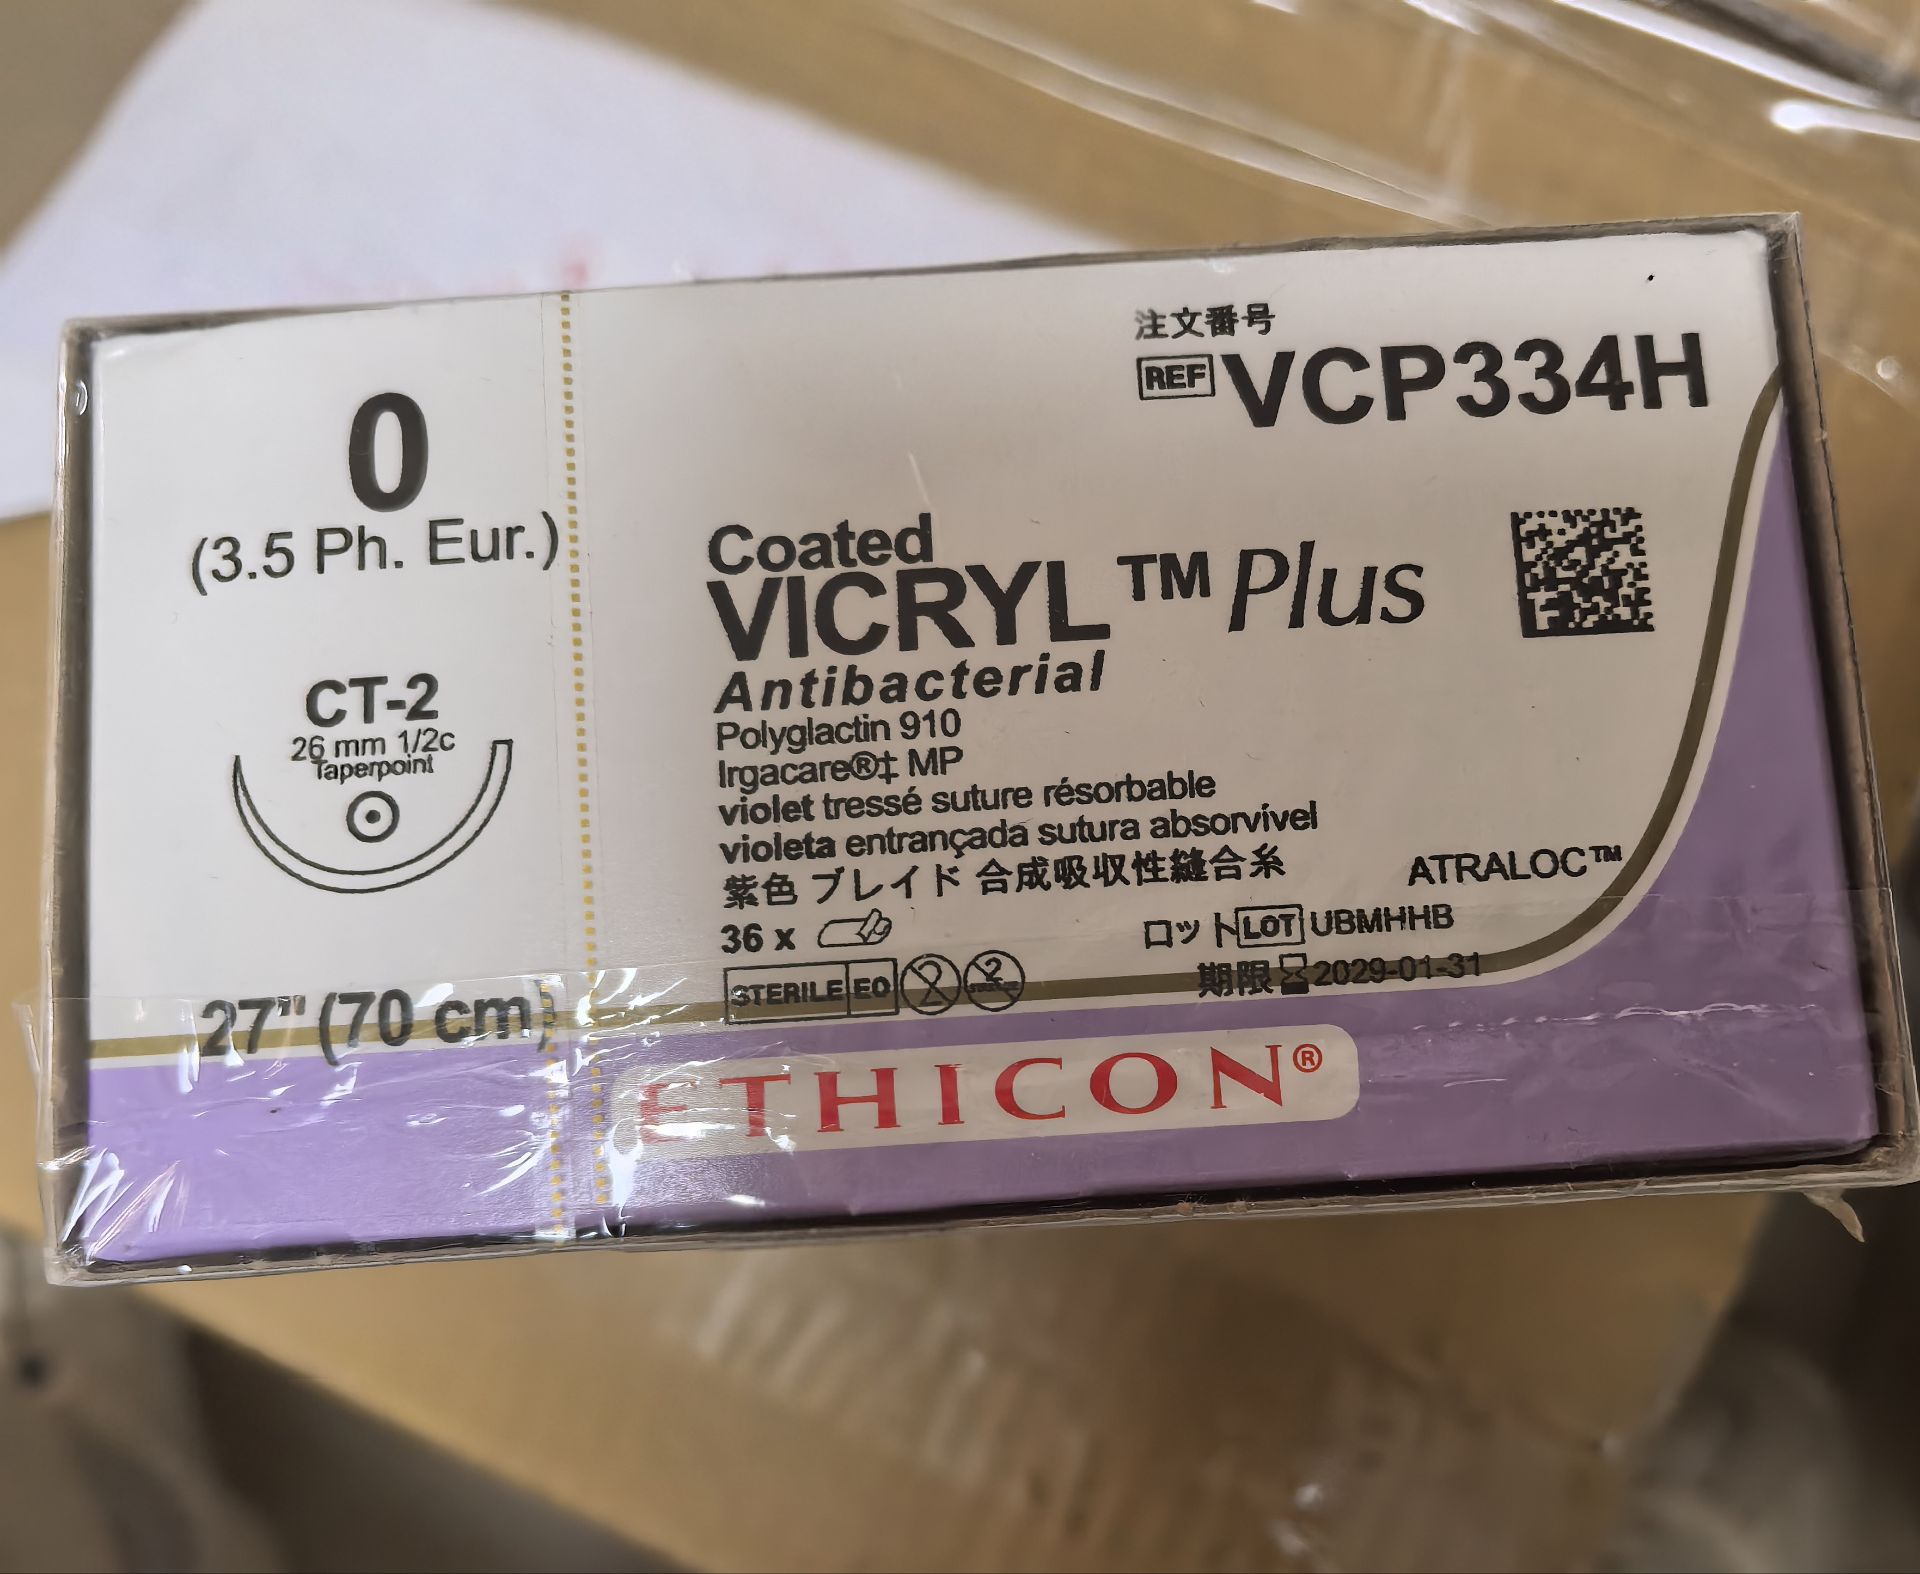 0
(3.5 Ph. Eur.)
CT-2
26 mm 1/2c
Taperpoint
27" (70 cm)
注文番号
REF VCP334H
Coated
VICRYL™ Plus
Antibacterial
Polyglactin 910
Irgacare®‡ MP
violet tressé suture résorbable
violeta entrançada sutura absorvível
紫色 ブレイド 合成吸収性縫合糸
ATRALOC™
36 x
ロット LOT UBMHHB
STERILE EO 2 2
期限 2029-01-31
ETHICON®